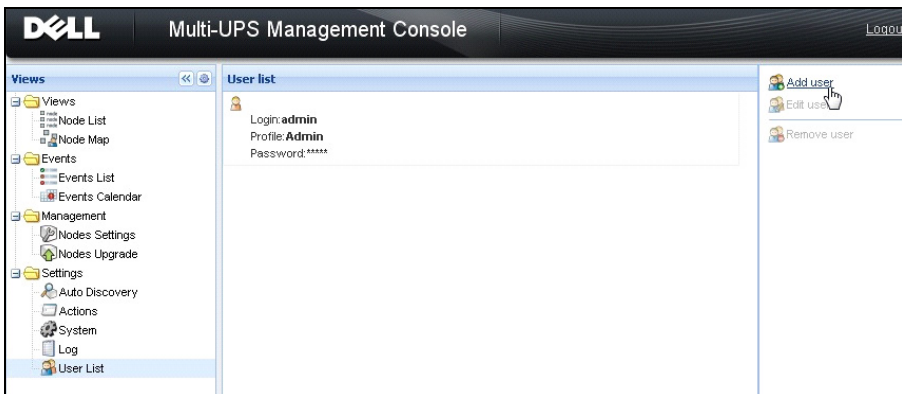 DELL
Multi-UPS Management Console
Logou
Views
Views
Node List
Node Map
Events
Events List
Events Calendar
Management
Nodes Settings
Nodes Upgrade
Settings
Auto Discovery
Actions
System
Log
User List
User list
Login:admin
Profile:Admin
Password:*****
Add user
Edit use
Remove user